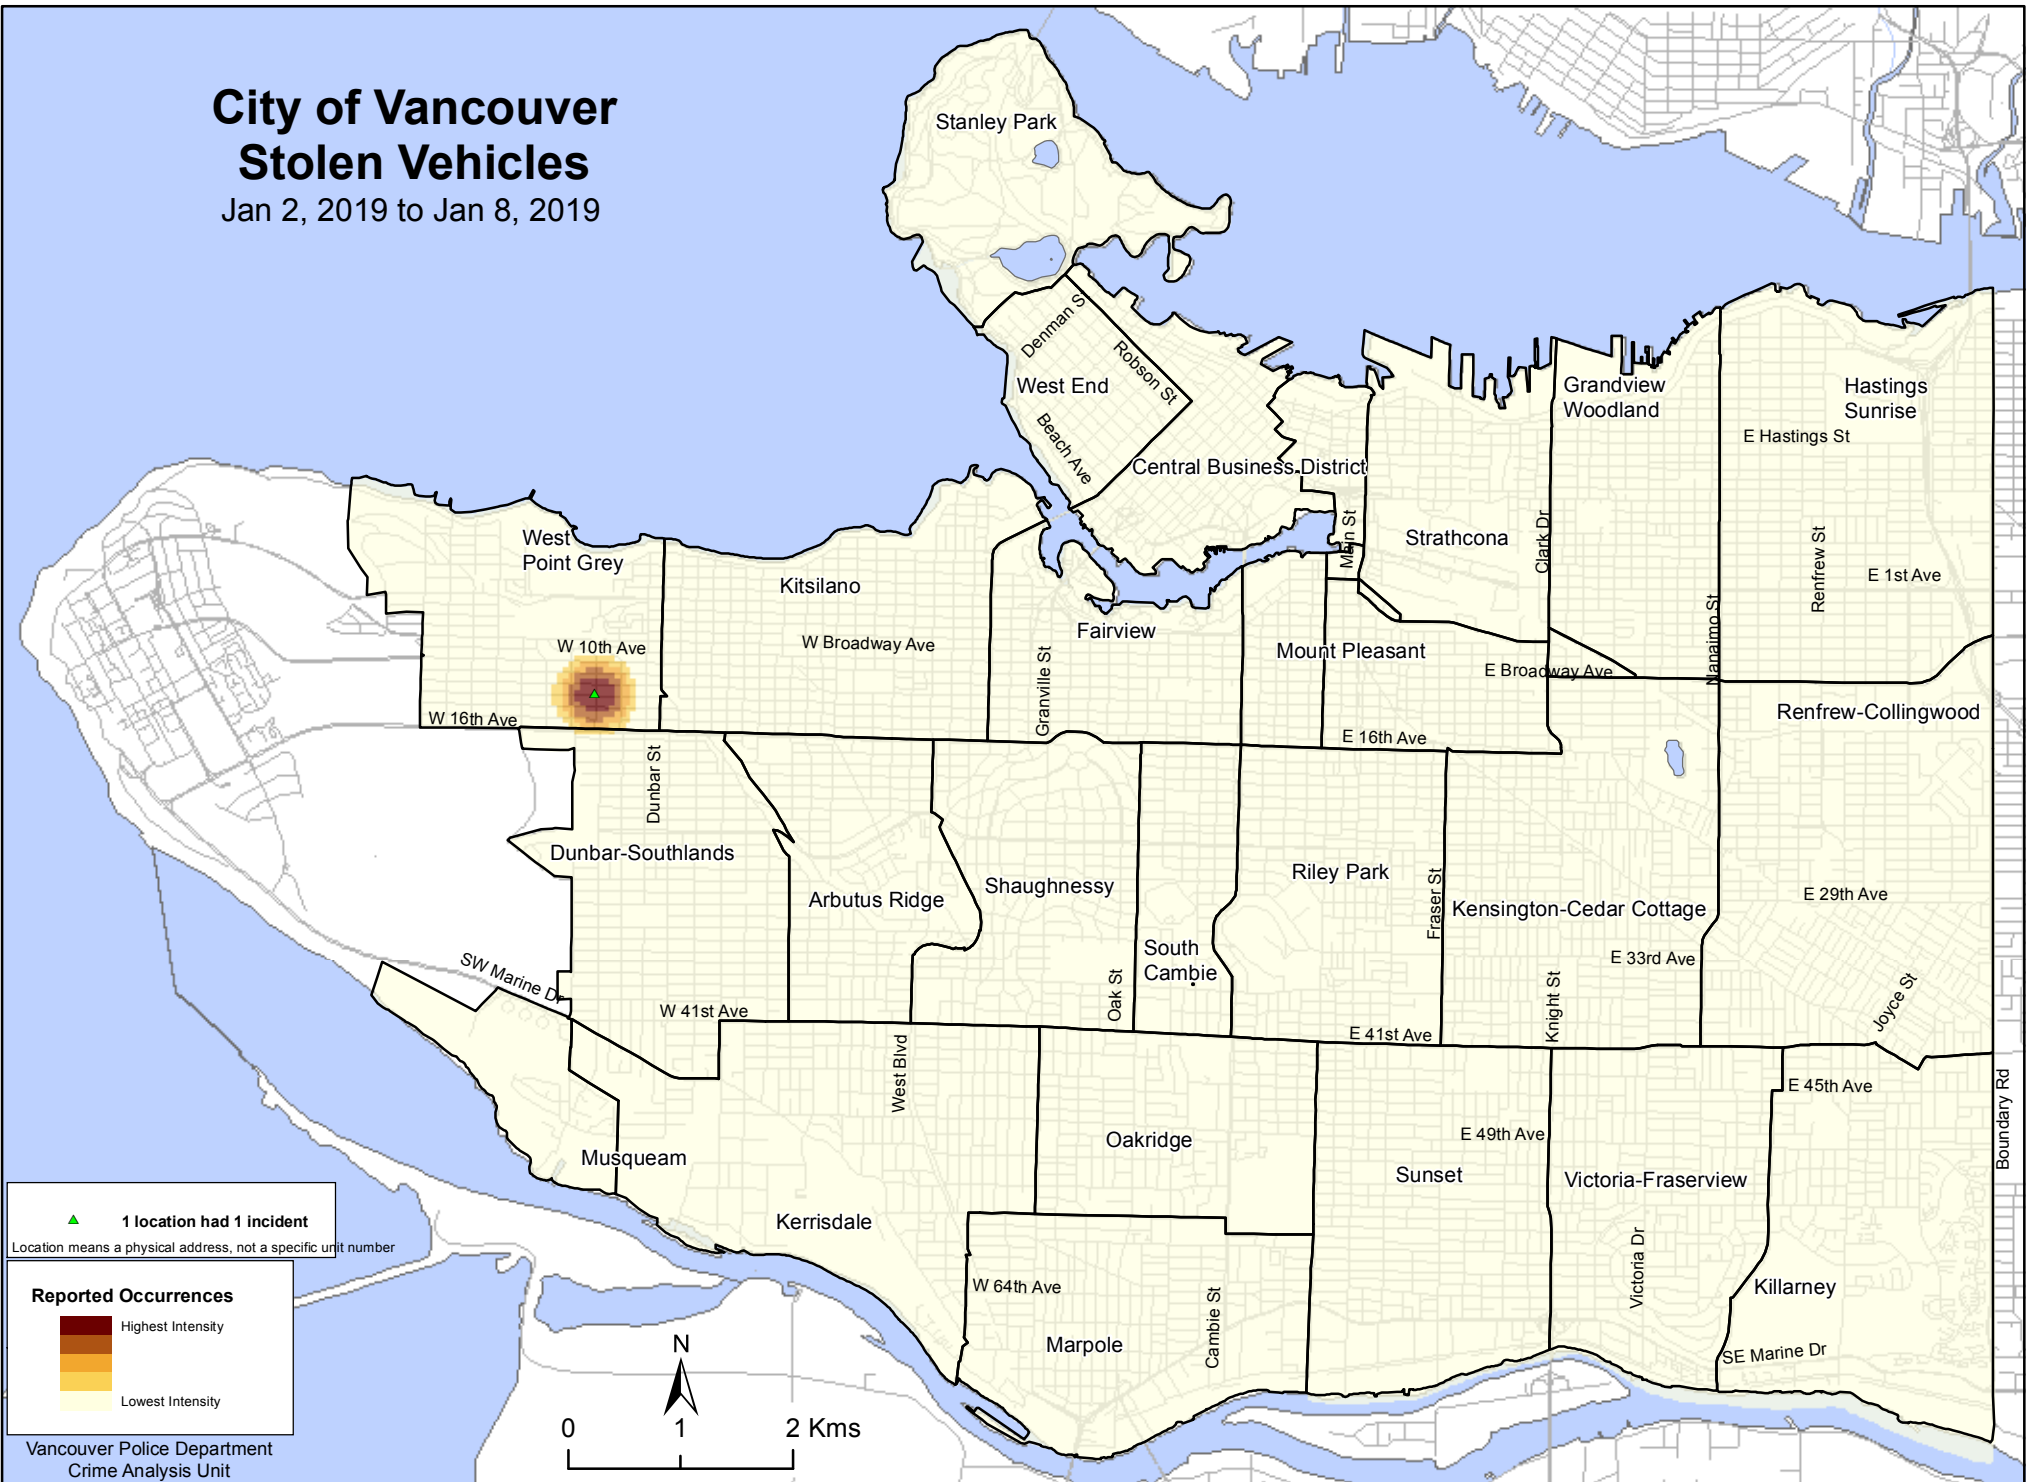 City of Vancouver
Stolen Vehicles
Jan 2, 2019 to Jan 8, 2019
Stanley Park
Denman S
Robson St
West End
Beach Ave
Central Business District
Grandview
Woodland
Hastings
Sunrise
E Hastings St
West
Point Grey
Kitsilano
Main St
Strathcona
Clark Dr
Renfrew St
E 1st Ave
Nanaimo St
W 10th Ave
W Broadway Ave
Fairview
Granville St
Mount Pleasant
E Broadway Ave
W 16th Ave
E 16th Ave
Renfrew-Collingwood
Dunbar St
Dunbar-Southlands
Arbutus Ridge
Shaughnessy
Riley Park
Fraser St
Kensington-Cedar Cottage
E 29th Ave
South
Cambie
E 33rd Ave
SW Marine Dr
W 41st Ave
Oak St
Knight St
Joyce St
E 41st Ave
West Blvd
E 45th Ave
Boundary Rd
Oakridge
E 49th Ave
Musqueam
Sunset
Victoria-Fraserview
Kerrisdale
Victoria Dr
W 64th Ave
Cambie St
Killarney
Marpole
SE Marine Dr
1 location had 1 incident
Location means a physical address, not a specific unit number
Reported Occurrences
Highest Intensity
Lowest Intensity
N
0 1 2 Kms
Vancouver Police Department
Crime Analysis Unit